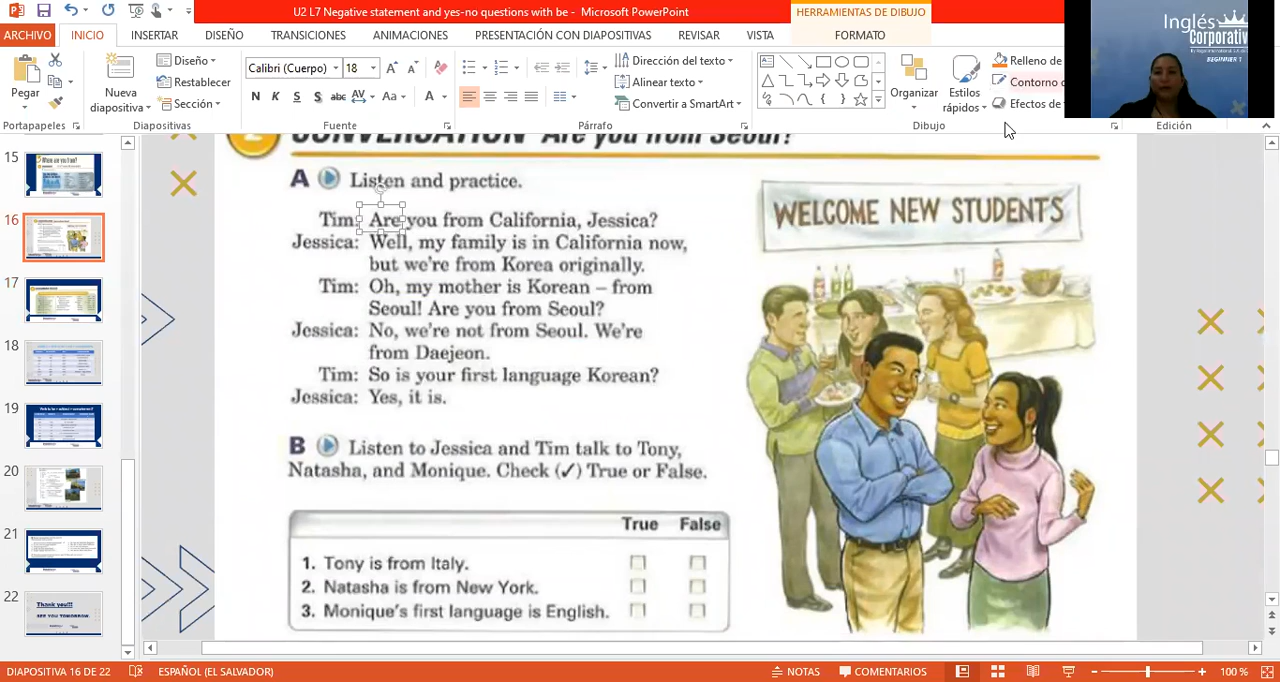 U2 L7 Negative statement and yes-no questions with be - Microsoft PowerPoint
HERRAMIENTAS DE DIBUJO
ARCHIVO INICIO INSERTAR DISEÑO TRANSICIONES ANIMACIONES PRESENTACIÓN CON DIAPOSITIVAS REVISAR VISTA FORMATO
Inglés
Corporativ
BEGINNER 1
Pegar
Nueva
diapositiva
Diseño
Restablecer
Sección
Calibri (Cuerpo) 18
N K S S abc AV Aa A
Dirección del texto
Alinear texto
Convertir a SmartArt
Organizar
Estilos
rápidos
Relleno de
Contorno
Efectos de
Portapapeles Diapositivas Fuente Párrafo Dibujo Edición
15
16
17
18
19
20
21
22
Thank you!!!
SEE YOU TOMORROW
2 CONVERSATION Are you from Seoul?
A Listen and practice.
Tim: Are you from California, Jessica?
Jessica: Well, my family is in California now,
but we're from Korea originally.
Tim: Oh, my mother is Korean – from
Seoul! Are you from Seoul?
Jessica: No, we're not from Seoul. We're
from Daejeon.
Tim: So is your first language Korean?
Jessica: Yes, it is.
B Listen to Jessica and Tim talk to Tony,
Natasha, and Monique. Check (✓) True or False.
True False
1. Tony is from Italy.
2. Natasha is from New York.
3. Monique's first language is English.
WELCOME NEW STUDENTS
DIAPOSITIVA 16 DE 22 ESPAÑOL (EL SALVADOR) NOTAS COMENTARIOS 100 %